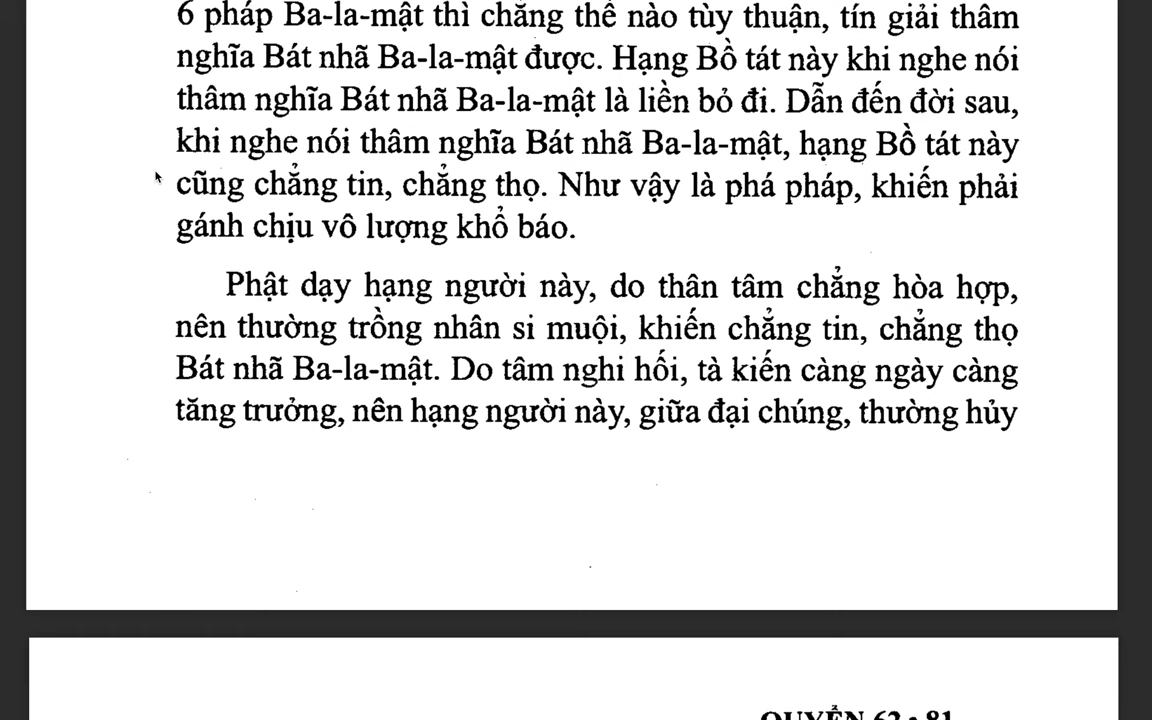 6 pháp Ba-la-mật thì chẳng thể nào tùy thuận, tín giải thâm
nghĩa Bát nhã Ba-la-mật được. Hạng Bồ tát này khi nghe nói
thâm nghĩa Bát nhã Ba-la-mật là liền bỏ đi. Dẫn đến đời sau,
khi nghe nói thâm nghĩa Bát nhã Ba-la-mật, hạng Bồ tát này
cũng chẳng tin, chẳng thọ. Như vậy là phá pháp, khiến phải
gánh chịu vô lượng khổ báo.
Phật dạy hạng người này, do thân tâm chẳng hòa hợp,
nên thường trồng nhân si muội, khiến chẳng tin, chẳng thọ
Bát nhã Ba-la-mật. Do tâm nghi hối, tà kiến càng ngày càng
tăng trưởng, nên hạng người này, giữa đại chúng, thường hủy
QUYỂN 62 • 81